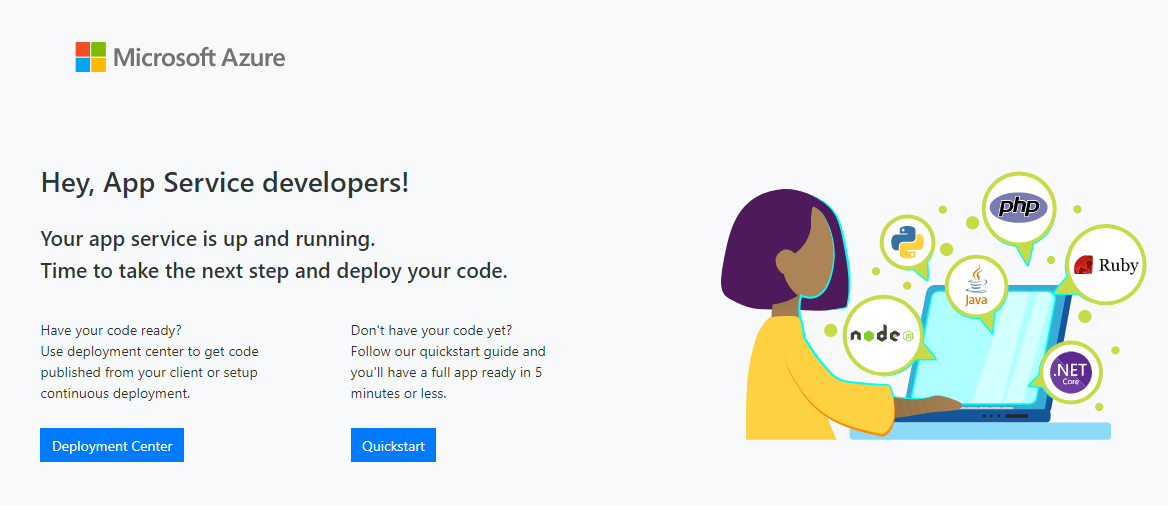 Microsoft Azure
Hey, App Service developers!
Your app service is up and running.
Time to take the next step and deploy your code.
Have your code ready?
Use deployment center to get code
published from your client or setup
continuous deployment.
Deployment Center
Don't have your code yet?
Follow our quickstart guide and
you'll have a full app ready in 5
minutes or less.
Quickstart
php
Ruby
Java
node
JS
.NET
Core